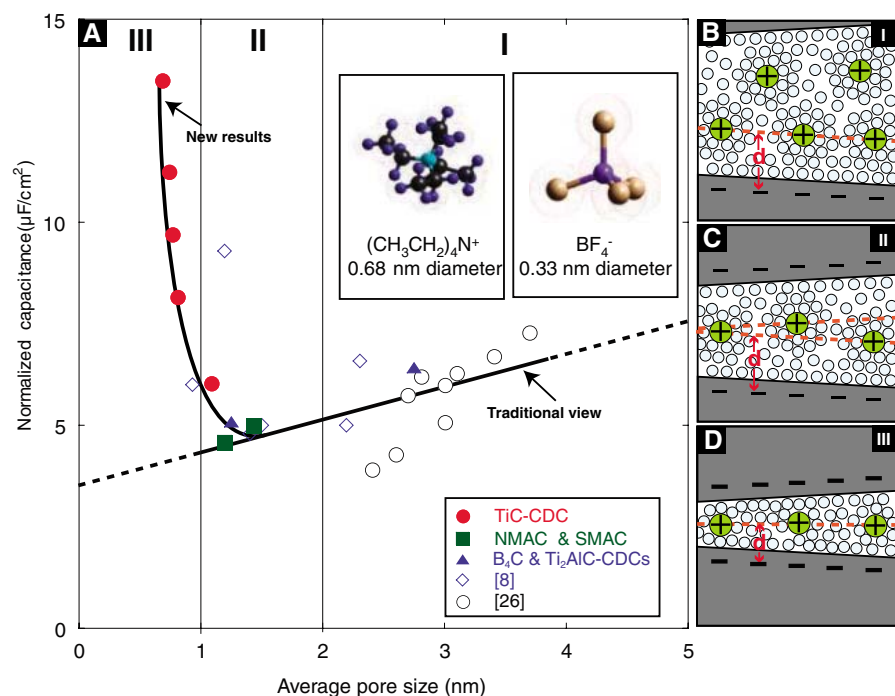 A
III
II
I
15
10
5
0
Normalized capacitance(µF/cm²)
New results
(CH₃CH₂)₄N⁺
0.68 nm diameter
BF₄⁻
0.33 nm diameter
Traditional view
TiC-CDC
NMAC & SMAC
B₄C & Ti₂AlC-CDCs
[8]
[26]
0 1 2 3 4 5
Average pore size (nm)
B
I
d
C
II
d
D
III
d